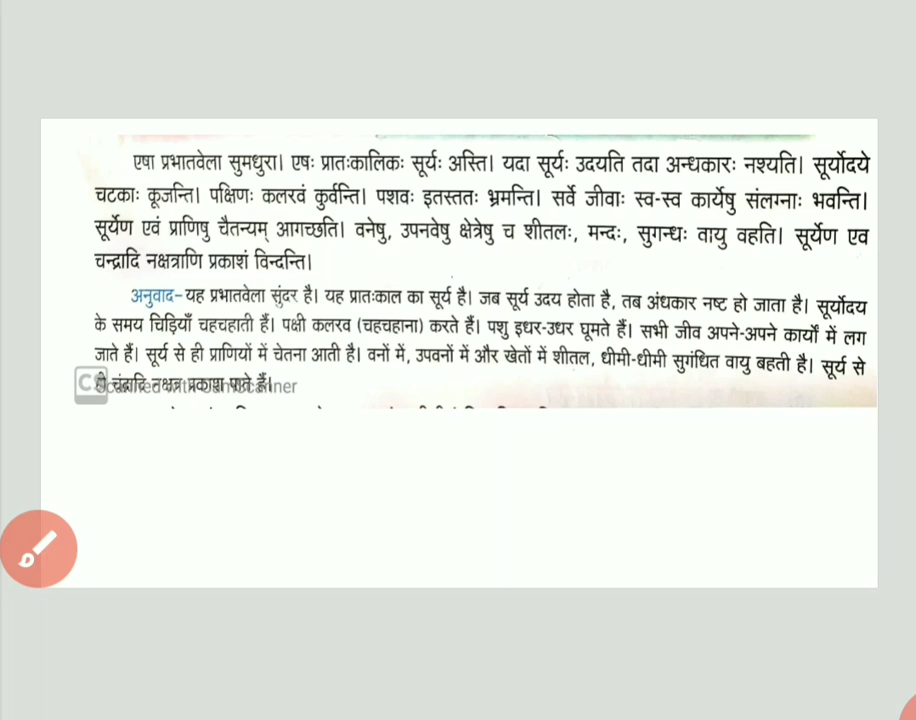 एषा प्रभातवेला सुमधुरा। एषः प्रातःकालिकः सूर्यः अस्ति। यदा सूर्यः उदयति तदा अन्धकारः नश्यति। सूर्योदये
चटकाः कूजन्ति। पक्षिणः कलरवं कुर्वन्ति। पशवः इतस्ततः भ्रमन्ति। सर्वे जीवाः स्व-स्व कार्येषु संलग्नाः भवन्ति।
सूर्येण एवं प्राणिषु चैतन्यम् आगच्छति। वनेषु, उपवनेषु क्षेत्रेषु च शीतलः, मन्दः, सुगन्धः वायु वहति। सूर्येण एव
चन्द्रादि नक्षत्राणि प्रकाशं विन्दन्ति।
अनुवाद-यह प्रभातवेला सुंदर है। यह प्रातःकाल का सूर्य है। जब सूर्य उदय होता है, तब अंधकार नष्ट हो जाता है। सूर्योदय
के समय चिड़ियाँ चहचहाती हैं। पक्षी कलरव (चहचहाना) करते हैं। पशु इधर-उधर घूमते हैं। सभी जीव अपने-अपने कार्यों में लग
जाते हैं। सूर्य से ही प्राणियों में चेतना आती है। वनों में, उपवनों में और खेतों में शीतल, धीमी-धीमी सुगंधित वायु बहती है। सूर्य से
ही चंद्रादि नक्षत्र प्रकाश पाते हैं।
CS Scanned with CamScanner